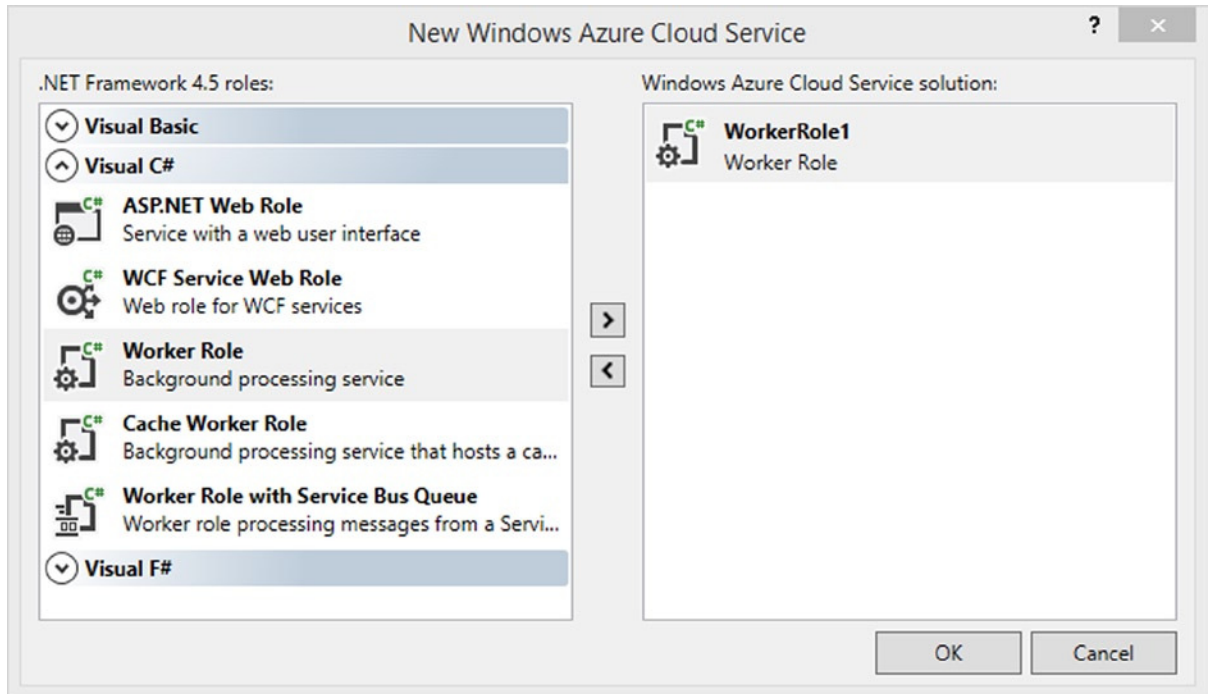 New Windows Azure Cloud Service
?
.NET Framework 4.5 roles:
Visual Basic
Visual C#
C#
ASP.NET Web Role
Service with a web user interface
C#
WCF Service Web Role
Web role for WCF services
C#
Worker Role
Background processing service
C#
Cache Worker Role
Background processing service that hosts a ca...
C#
Worker Role with Service Bus Queue
Worker role processing messages from a Servi...
Visual F#
Windows Azure Cloud Service solution:
C#
WorkerRole1
Worker Role
OK
Cancel